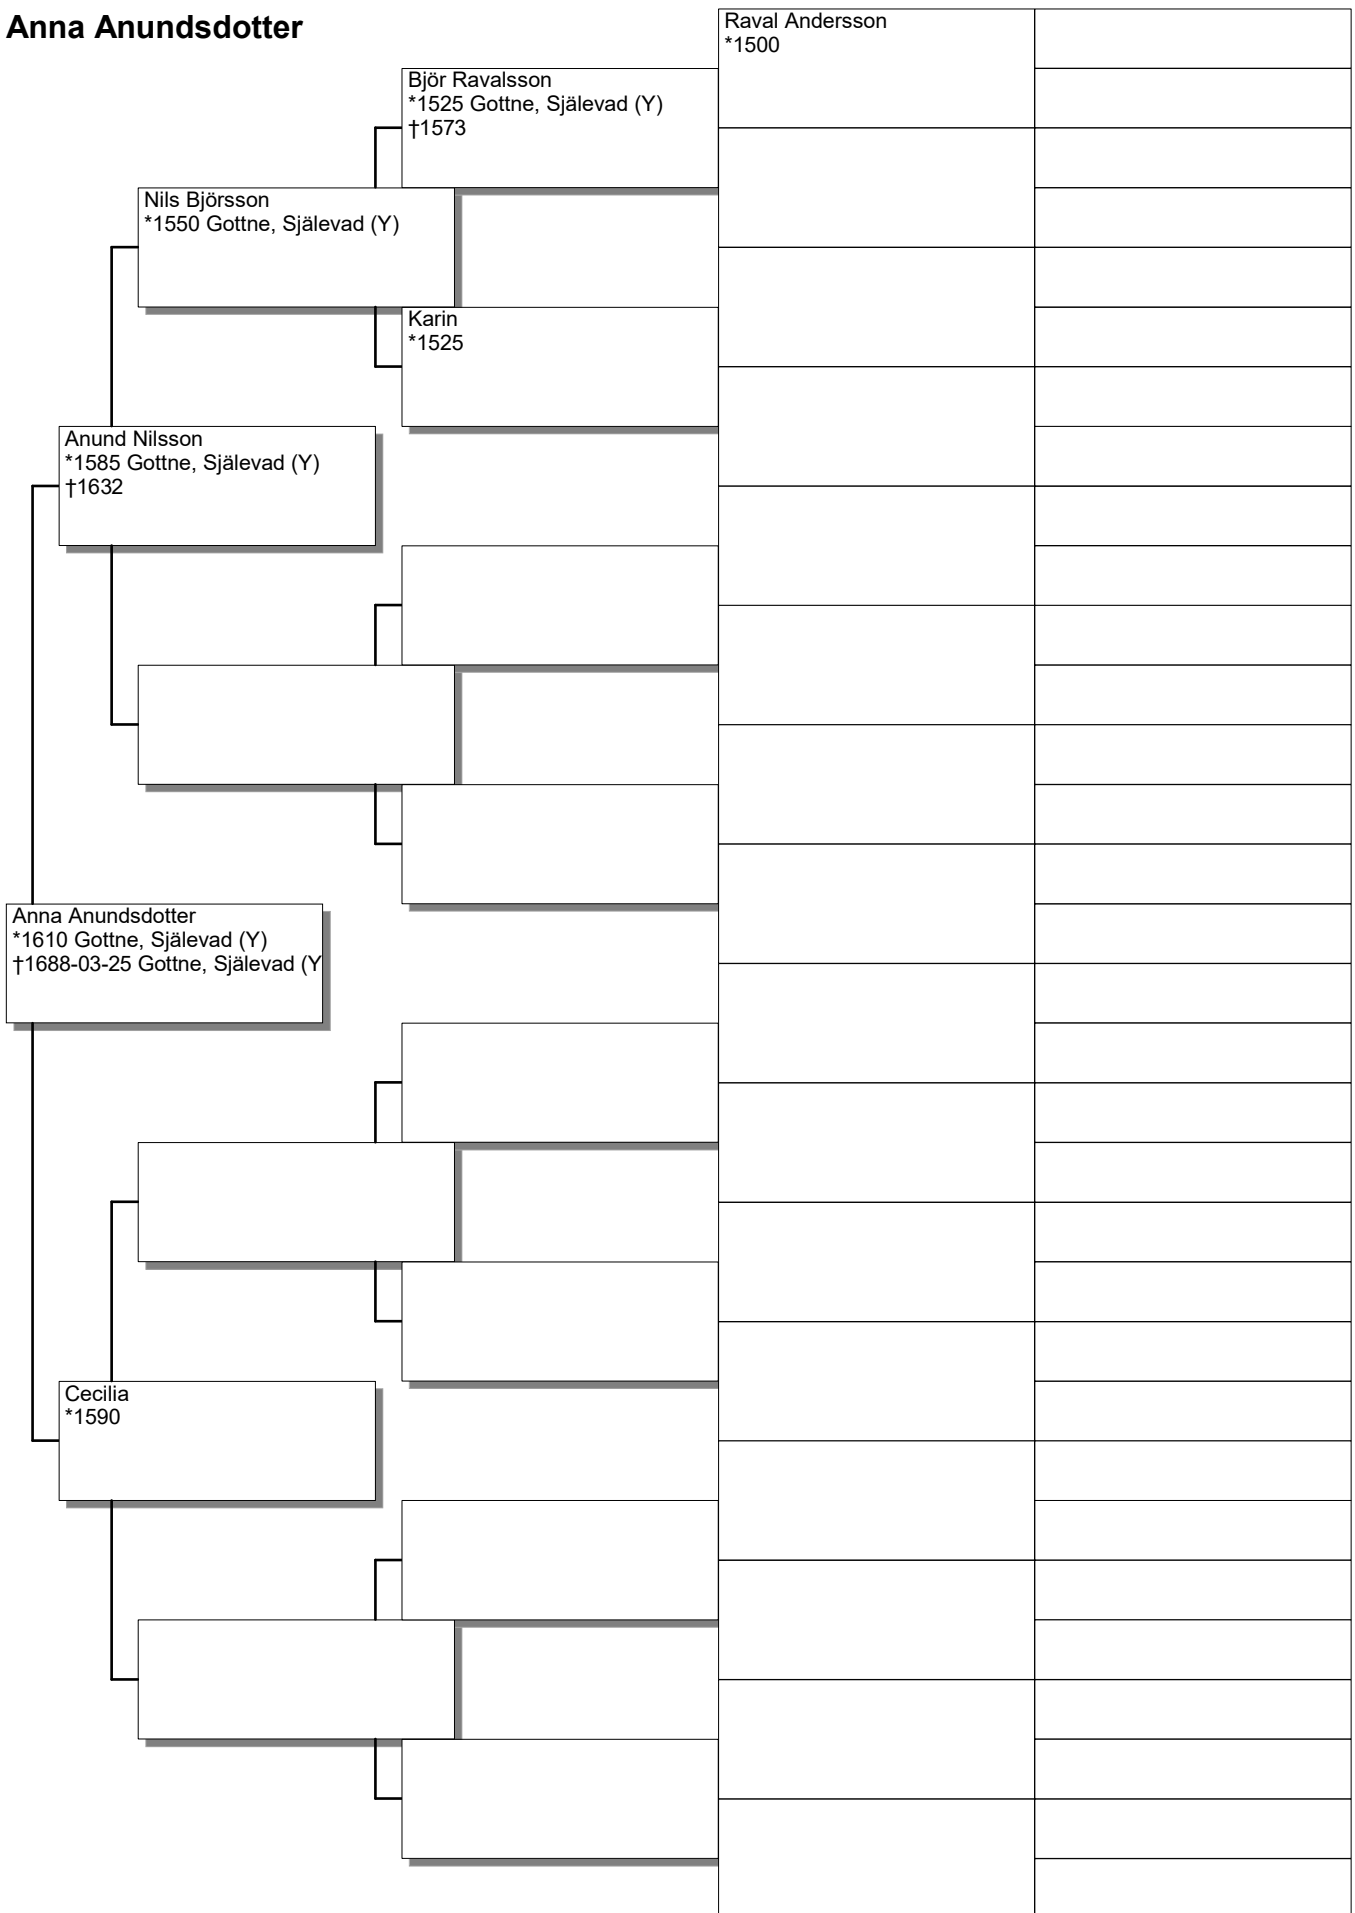 Anna Anundsdotter
Raval Andersson
*1500
Björ Ravalsson
*1525 Gottne, Själevad (Y)
†1573
Nils Björsson
*1550 Gottne, Själevad (Y)
Karin
*1525
Anund Nilsson
*1585 Gottne, Själevad (Y)
†1632
Anna Anundsdotter
*1610 Gottne, Själevad (Y)
†1688-03-25 Gottne, Själevad (Y
Cecilia
*1590